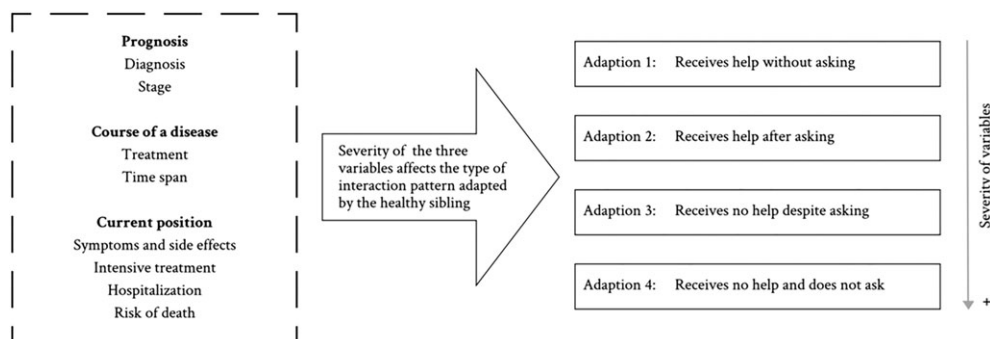 Prognosis
Diagnosis
Stage
Course of a disease
Treatment
Time span
Current position
Symptoms and side effects
Intensive treatment
Hospitalization
Risk of death
Severity of the three
variables affects the type of
interaction pattern adapted
by the healthy sibling
Adaption 1: Receives help without asking
Adaption 2: Receives help after asking
Adaption 3: Receives no help despite asking
Adaption 4: Receives no help and does not ask
Severity of variables
+